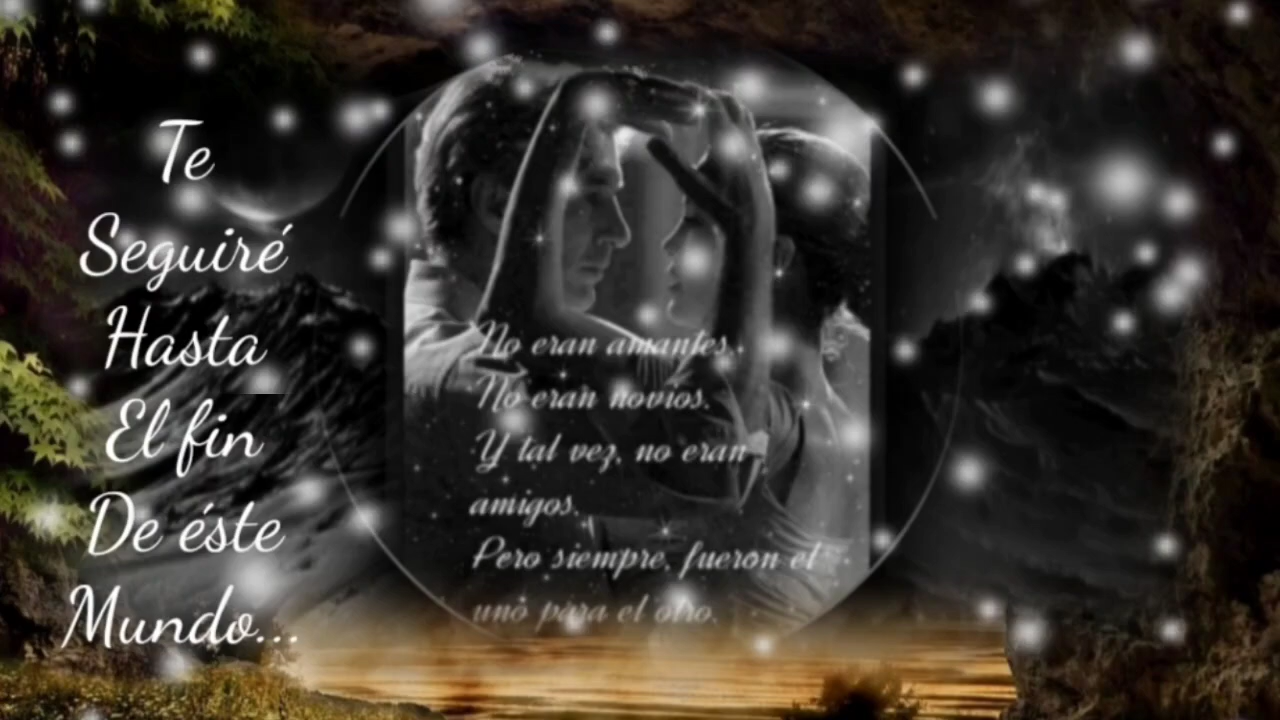 Te
Seguiré
Hasta
El fin
De éste
Mundo...
No eran amantes.
No eran novios.
Y tal vez, no eran
amigos.
Pero siempre, fueron el
uno para el otro.